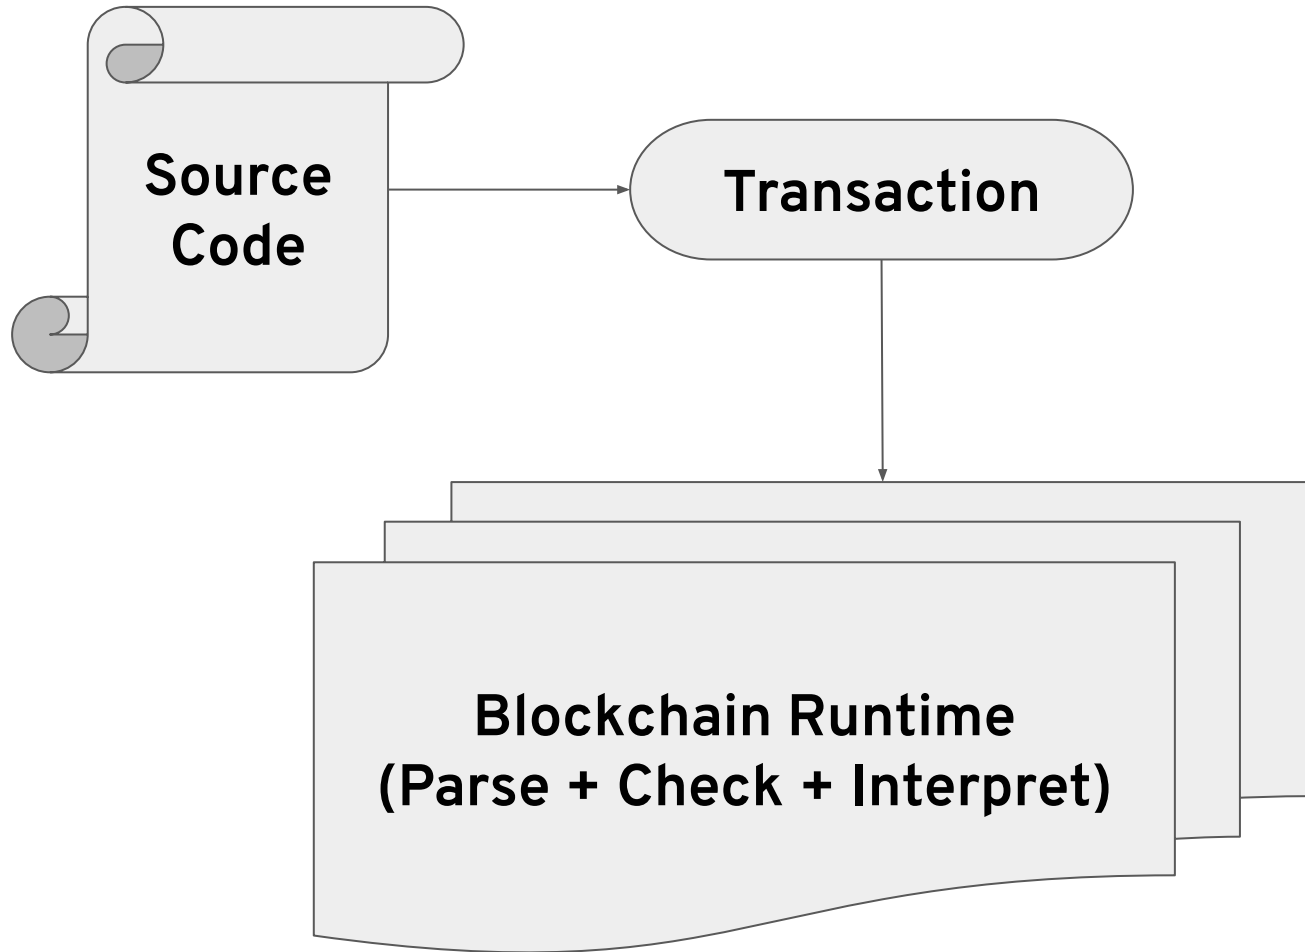 Source
Code
Transaction
Blockchain Runtime
(Parse + Check + Interpret)